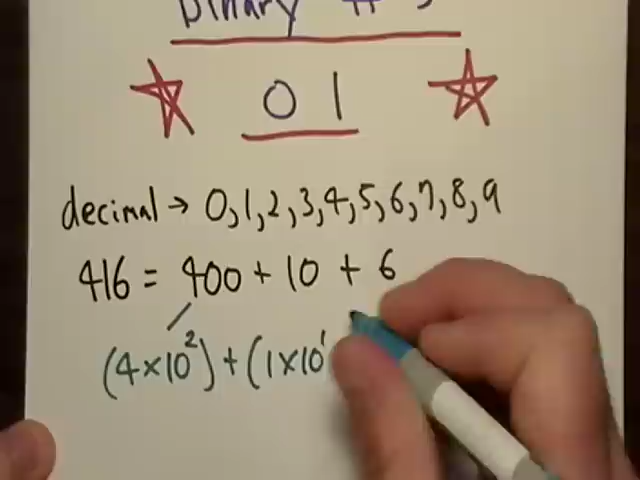 binary #'s
0 1
decimal → 0,1,2,3,4,5,6,7,8,9
416 = 400 + 10 + 6
(4×10²) + (1×10¹